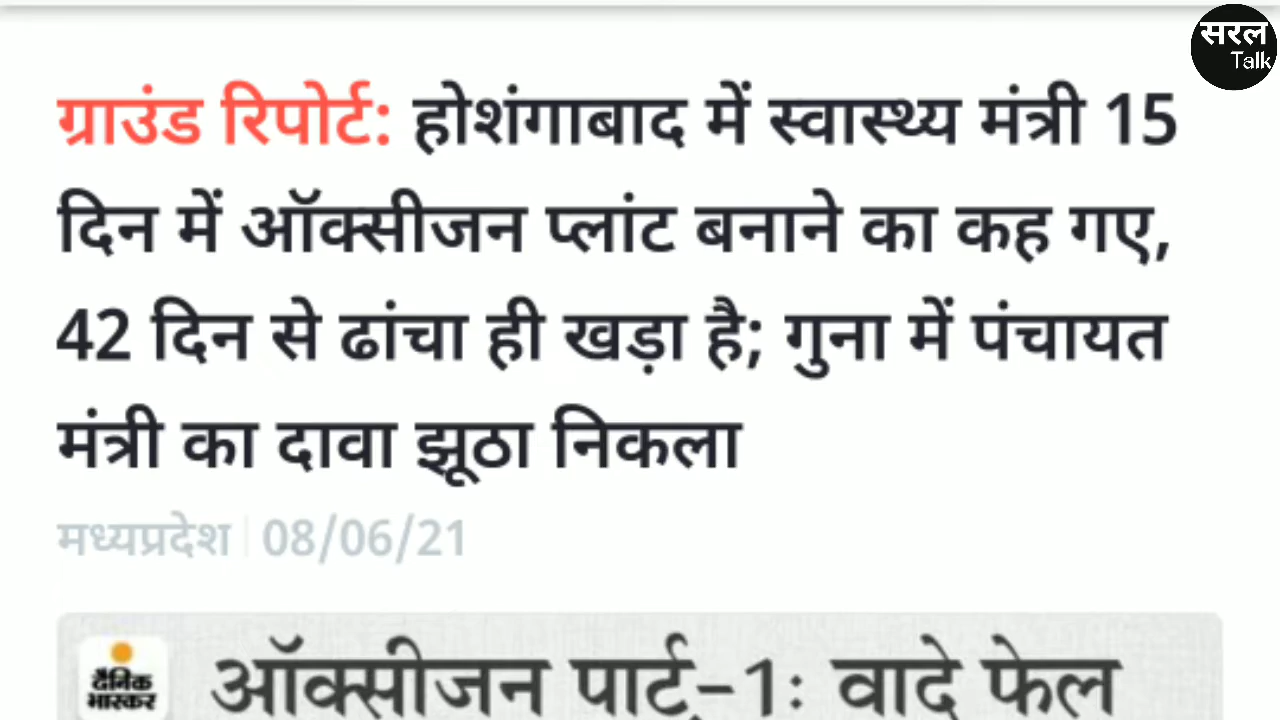 सरल
Talk
ग्राउंड रिपोर्ट: होशंगाबाद में स्वास्थ्य मंत्री 15
दिन में ऑक्सीजन प्लांट बनाने का कह गए,
42 दिन से ढांचा ही खड़ा है; गुना में पंचायत
मंत्री का दावा झूठा निकला
मध्यप्रदेश | 08/06/21
दैनिक
भास्कर
ऑक्सीजन पार्ट-1: वादे फेल